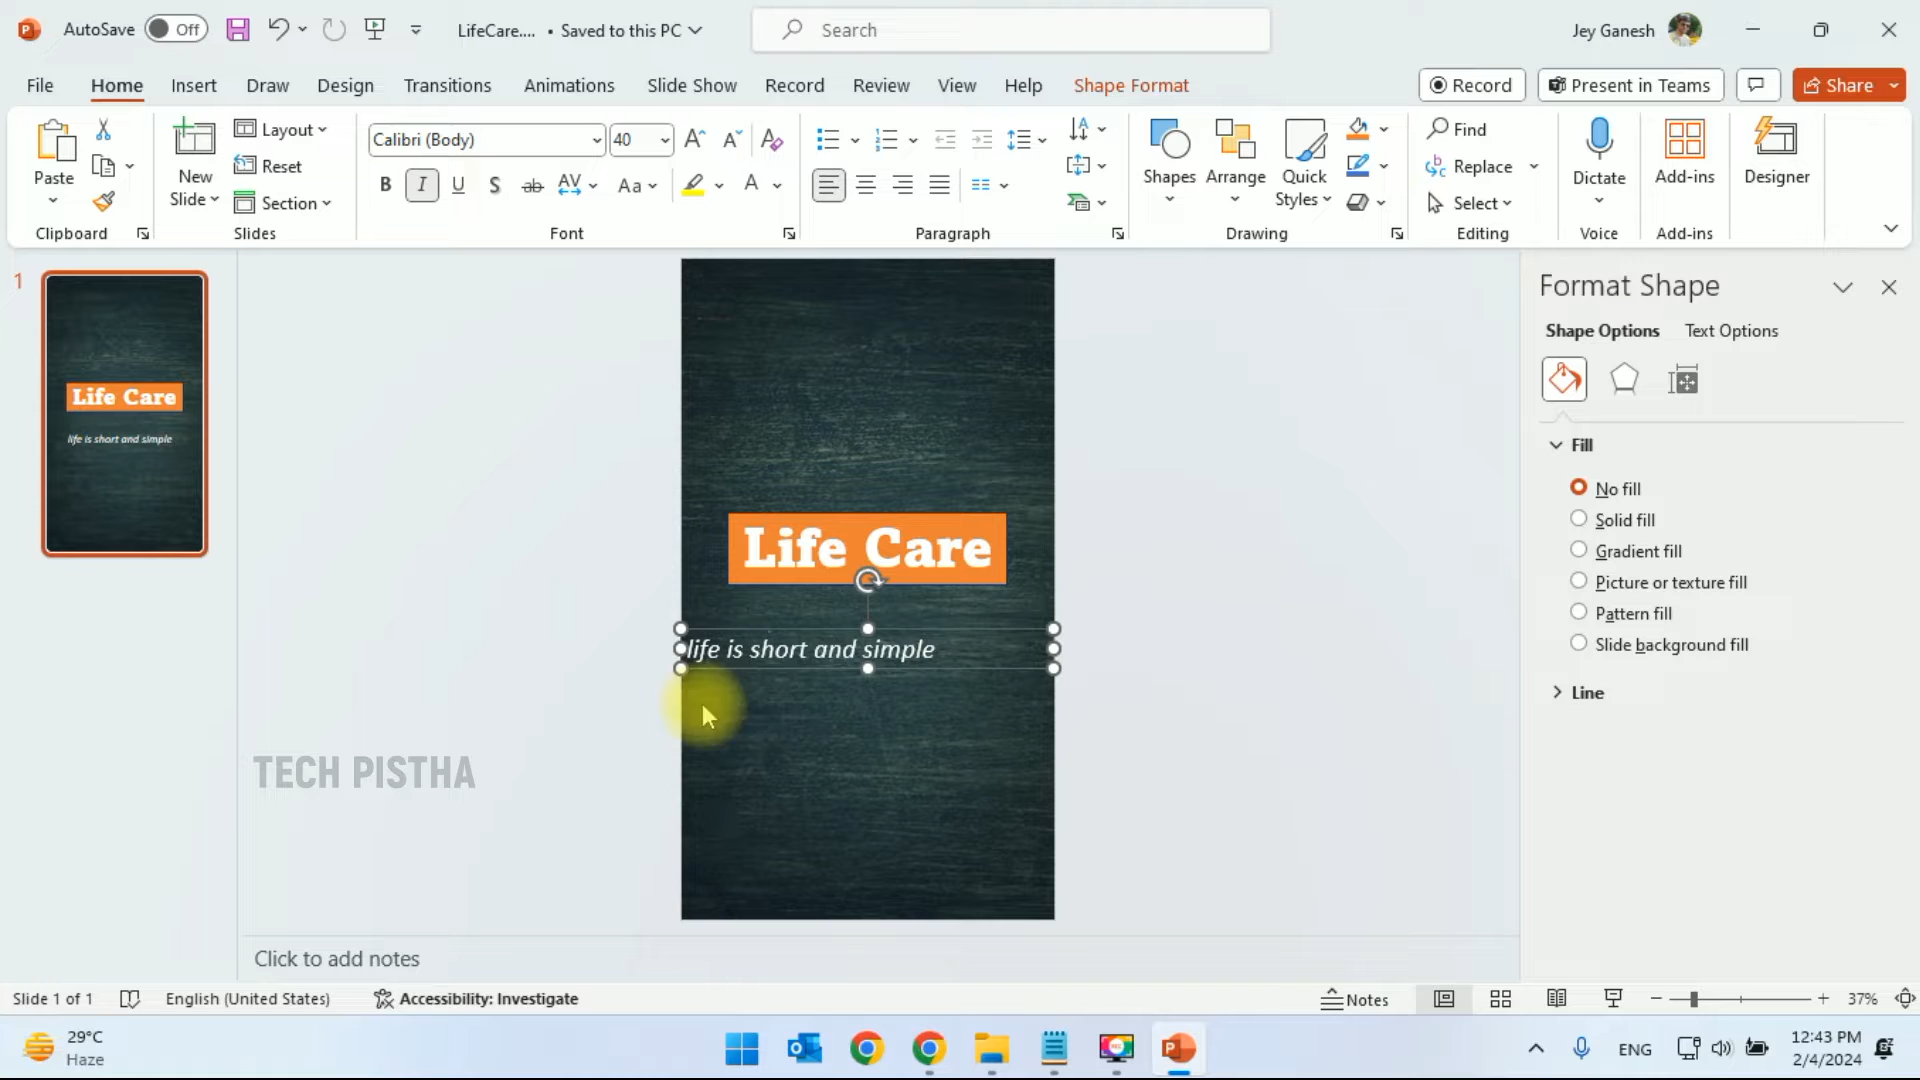 AutoSave Off LifeCare.... • Saved to this PC Search Jey Ganesh
File Home Insert Draw Design Transitions Animations Slide Show Record Review View Help Shape Format Record Present in Teams Share
Paste
Clipboard
New
Slide
Layout
Reset
Section
Slides
Calibri (Body) 40
B I U S ab AV Aa A
Font
Paragraph
Shapes Arrange Quick
Styles
Drawing
Find
Replace
Select
Editing
Dictate
Voice
Add-ins
Add-ins
Designer
1
Life Care
life is short and simple
Life Care
life is short and simple
TECH PISTHA
Format Shape
Shape Options Text Options
Fill
No fill
Solid fill
Gradient fill
Picture or texture fill
Pattern fill
Slide background fill
Line
Click to add notes
Slide 1 of 1 English (United States) Accessibility: Investigate Notes 37%
29°C
Haze
ENG
12:43 PM
2/4/2024